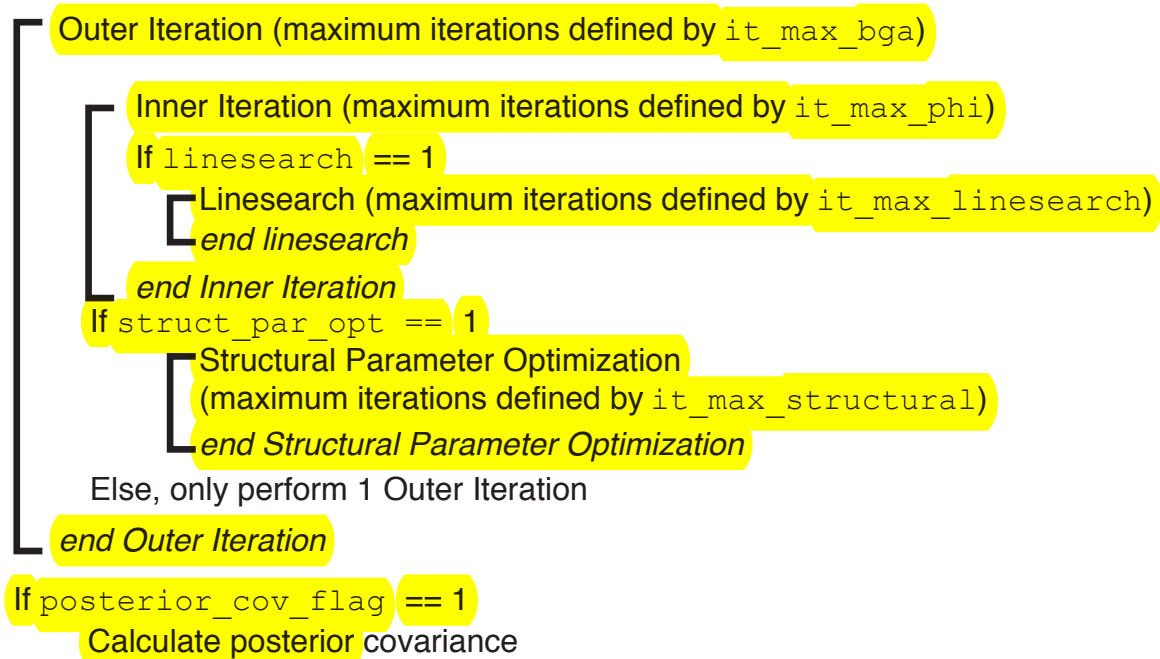 Outer Iteration (maximum iterations defined by it_max_bga)
Inner Iteration (maximum iterations defined by it_max_phi)
If linesearch == 1
Linesearch (maximum iterations defined by it_max_linesearch)
end linesearch
end Inner Iteration
If struct_par_opt == 1
Structural Parameter Optimization
(maximum iterations defined by it_max_structural)
end Structural Parameter Optimization
Else, only perform 1 Outer Iteration
end Outer Iteration
If posterior_cov_flag == 1
Calculate posterior covariance